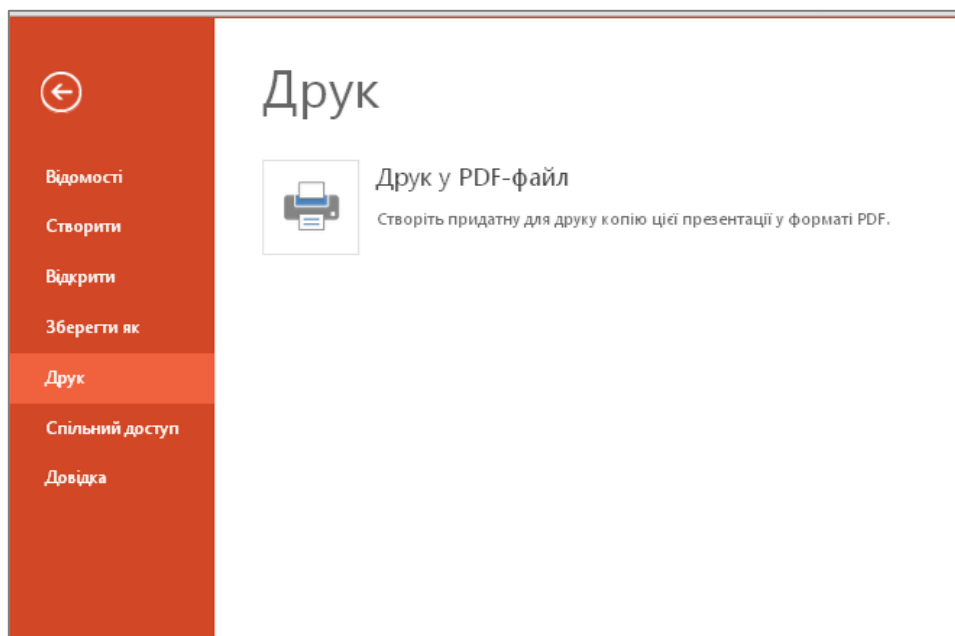 Друк
Відомості
Створити
Відкрити
Зберегти як
Друк
Спільний доступ
Довідка
Друк у PDF-файл
Створіть придатну для друку копію цієї презентації у форматі PDF.